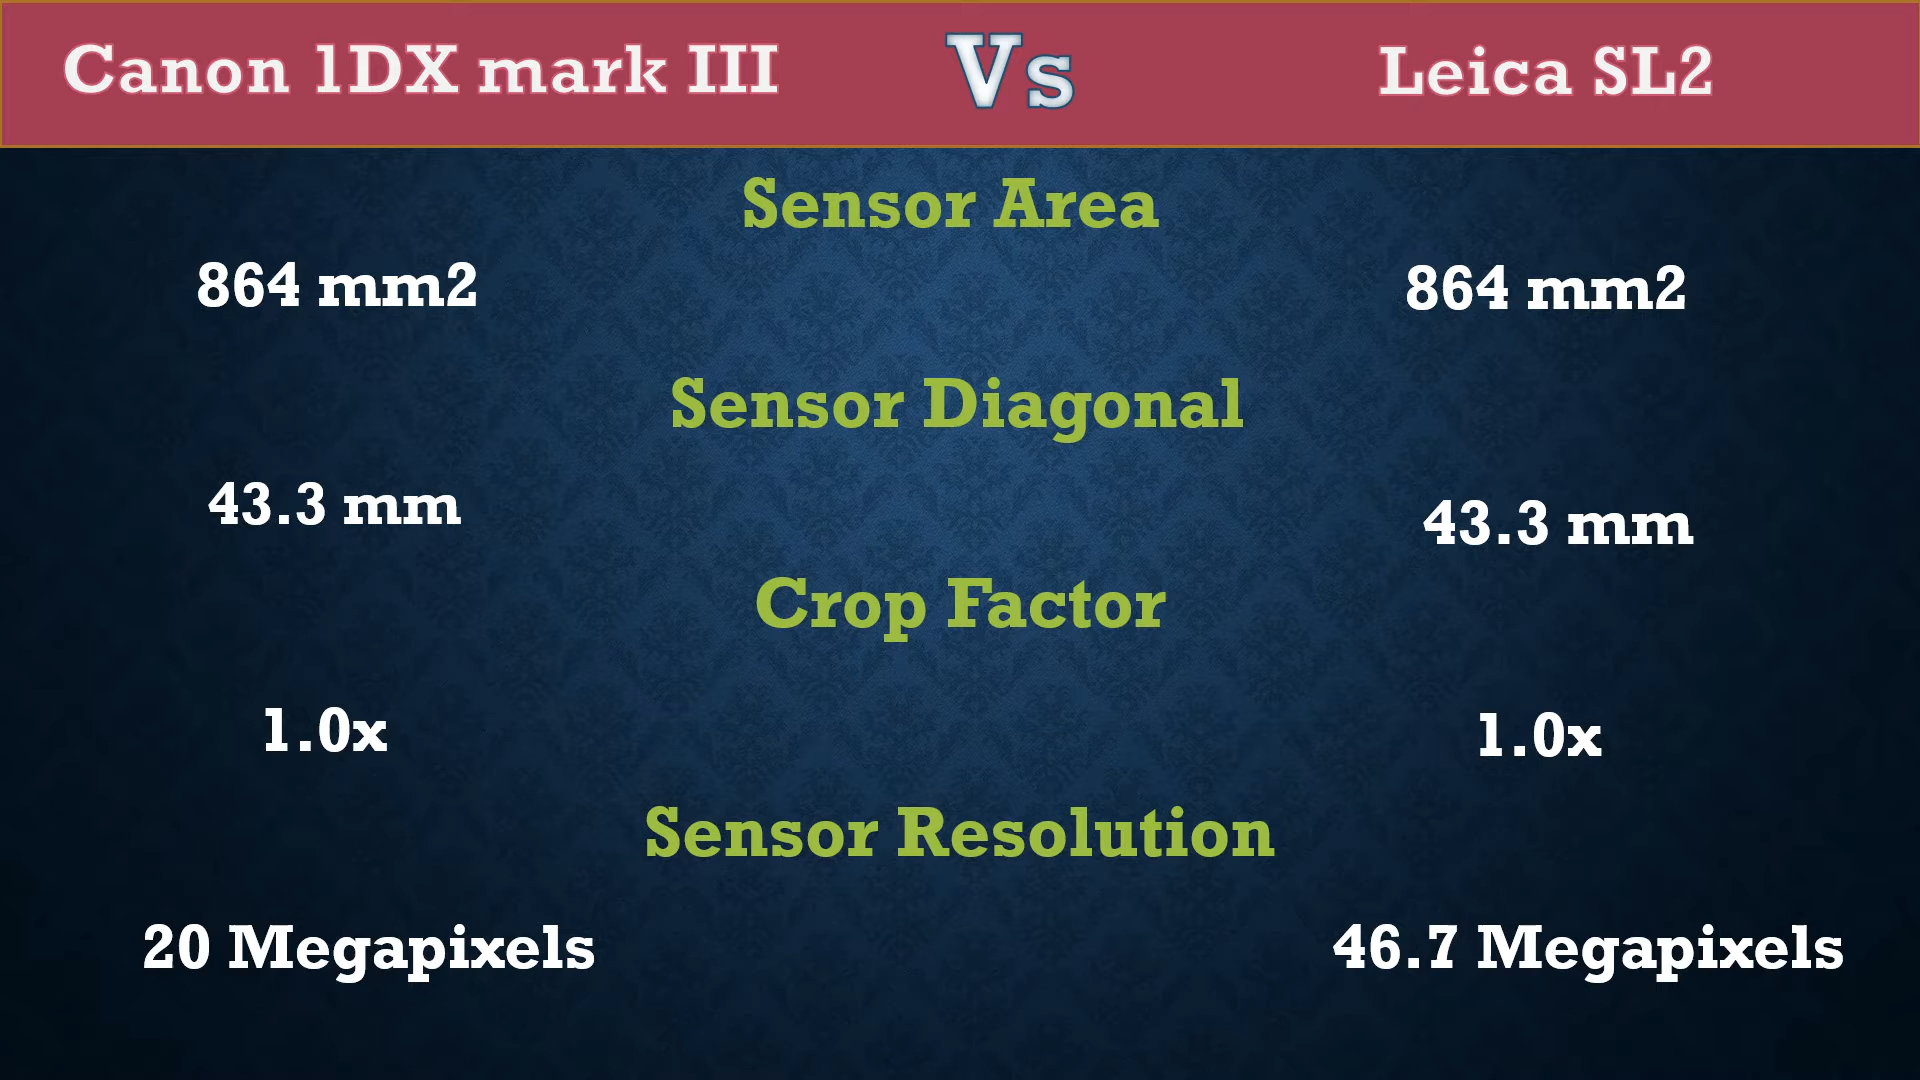 Canon 1DX mark III Vs Leica SL2
Sensor Area
864 mm2 864 mm2
Sensor Diagonal
43.3 mm 43.3 mm
Crop Factor
1.0x 1.0x
Sensor Resolution
20 Megapixels 46.7 Megapixels